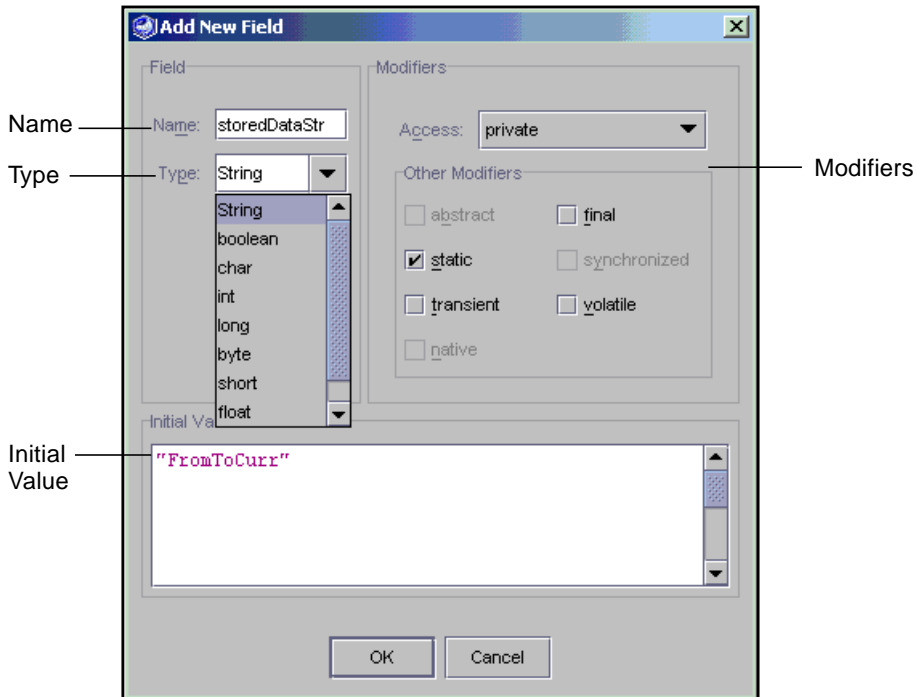 Add New Field
Field
Modifiers
Name
Name: storedDataStr
Access: private
Type
Type: String
Other Modifiers
Modifiers
String
boolean
char
int
long
byte
short
float
abstract
final
static
synchronized
transient
volatile
native
Initial Va
Initial
Value
"FromToCurr"
OK
Cancel